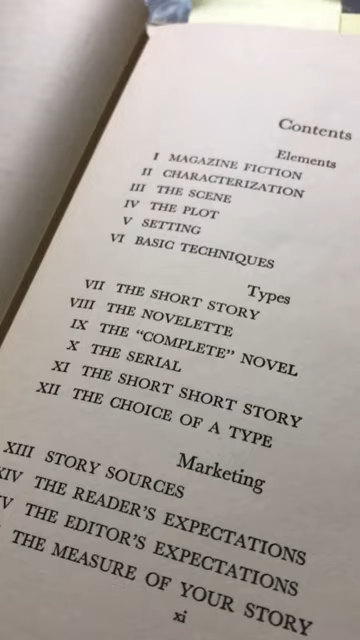 Contents
Elements
I MAGAZINE FICTION
II CHARACTERIZATION
III THE SCENE
IV THE PLOT
V SETTING
VI BASIC TECHNIQUES
Types
VII THE SHORT STORY
VIII THE NOVELETTE
IX THE "COMPLETE" NOVEL
X THE SERIAL
XI THE SHORT SHORT STORY
XII THE CHOICE OF A TYPE
Marketing
XIII STORY SOURCES
XIV THE READER'S EXPECTATIONS
XV THE EDITOR'S EXPECTATIONS
THE MEASURE OF YOUR STORY
xi